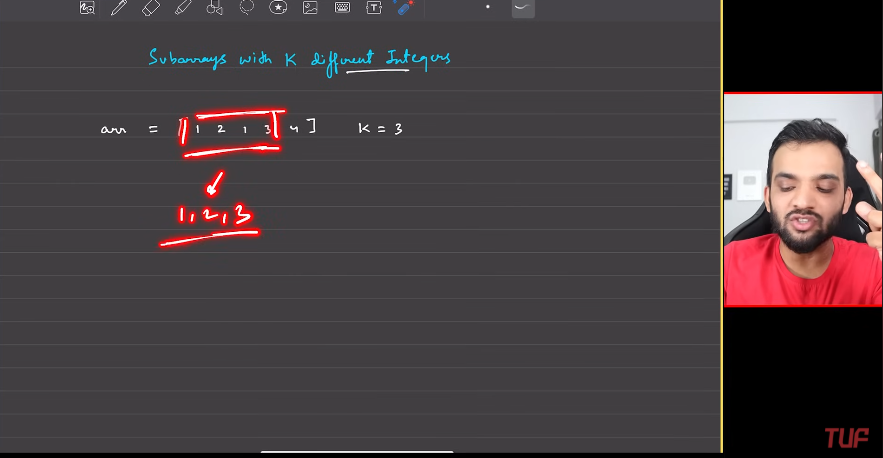 Subarrays with K different Integers
arr = [ 1 2 1 3 4 ] K = 3
1, 2, 3
TUF